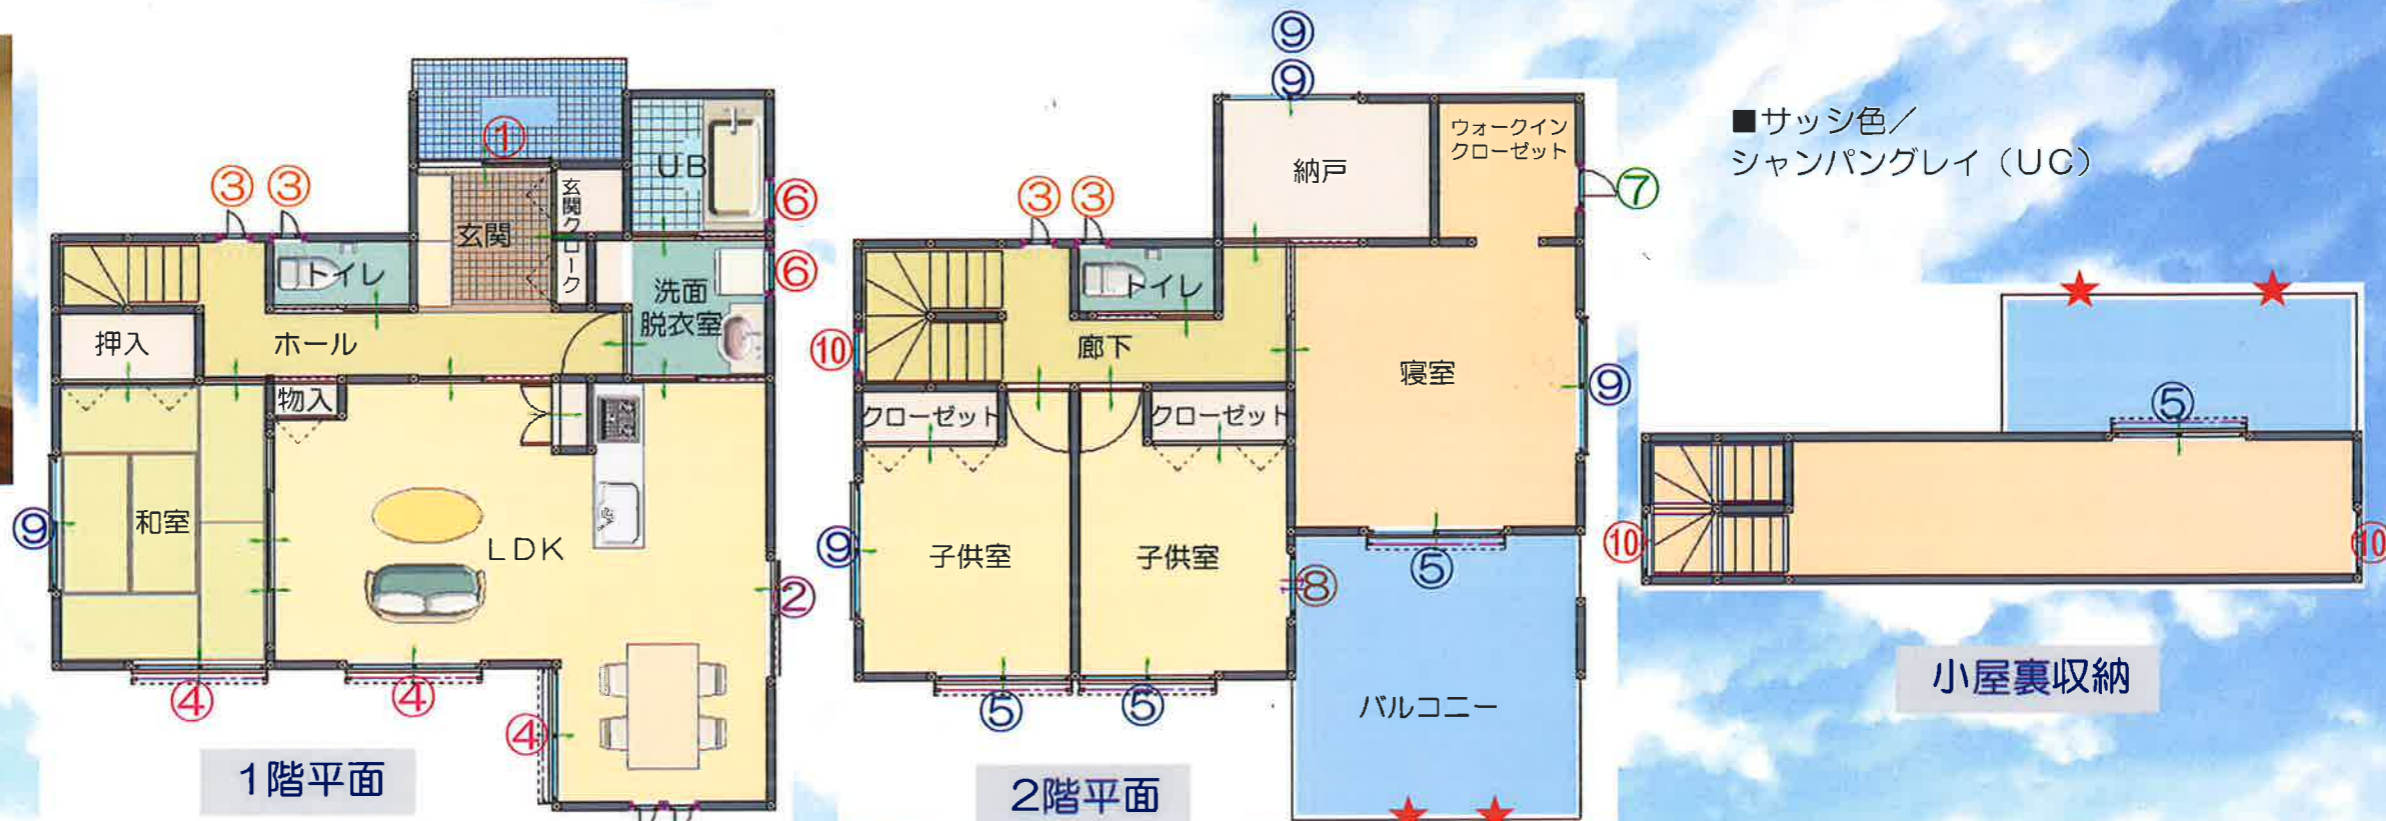 ①
UB
玄関クローク
③ ③
⑥
玄関
トイレ
⑥
洗面
脱衣室
押入
ホール
物入
和室
⑨
LDK
②
④
④
④
1階平面
⑨
⑨
ウォークイン
クローゼット
納戸
③ ③
⑦
トイレ
⑩
廊下
寝室
⑨
クローゼット
クローゼット
⑨
子供室
子供室
⑤
⑧
⑤
⑤
バルコニー
2階平面
■サッシ色／
シャンパングレイ（UC）
★ ★
⑤
⑩
⑩
小屋裏収納
★ ★